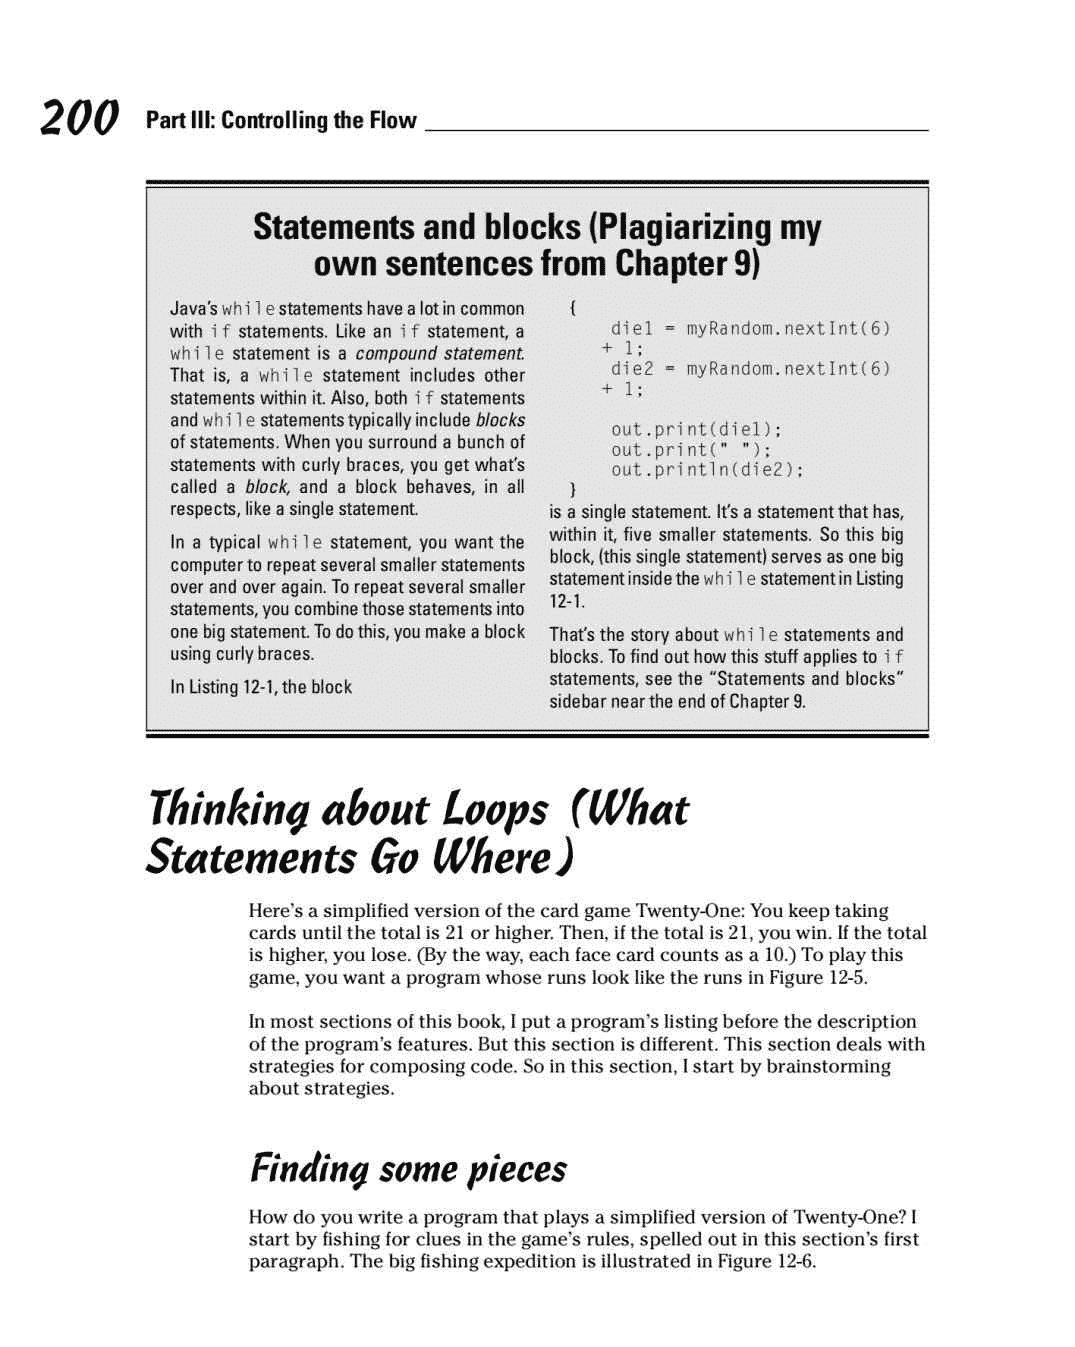 200 Part III: Controlling the Flow
Statements and blocks (Plagiarizing my
own sentences from Chapter 9)
Java's while statements have a lot in common
with if statements. Like an if statement, a
while statement is a compound statement.
That is, a while statement includes other
statements within it. Also, both if statements
and while statements typically include blocks
of statements. When you surround a bunch of
statements with curly braces, you get what's
called a block, and a block behaves, in all
respects, like a single statement.
In a typical while statement, you want the
computer to repeat several smaller statements
over and over again. To repeat several smaller
statements, you combine those statements into
one big statement. To do this, you make a block
using curly braces.
In Listing 12-1, the block
{
die1 = myRandom.nextInt(6)
+ 1;
die2 = myRandom.nextInt(6)
+ 1;
out.print(die1);
out.print(" ");
out.println(die2);
}
is a single statement. It's a statement that has,
within it, five smaller statements. So this big
block, (this single statement) serves as one big
statement inside the while statement in Listing
12-1.
That's the story about while statements and
blocks. To find out how this stuff applies to if
statements, see the “Statements and blocks”
sidebar near the end of Chapter 9.
Thinking about Loops (What
Statements Go Where)
Here's a simplified version of the card game Twenty-One: You keep taking
cards until the total is 21 or higher. Then, if the total is 21, you win. If the total
is higher, you lose. (By the way, each face card counts as a 10.) To play this
game, you want a program whose runs look like the runs in Figure 12-5.
In most sections of this book, I put a program's listing before the description
of the program's features. But this section is different. This section deals with
strategies for composing code. So in this section, I start by brainstorming
about strategies.
Finding some pieces
How do you write a program that plays a simplified version of Twenty-One? I
start by fishing for clues in the game's rules, spelled out in this section's first
paragraph. The big fishing expedition is illustrated in Figure 12-6.